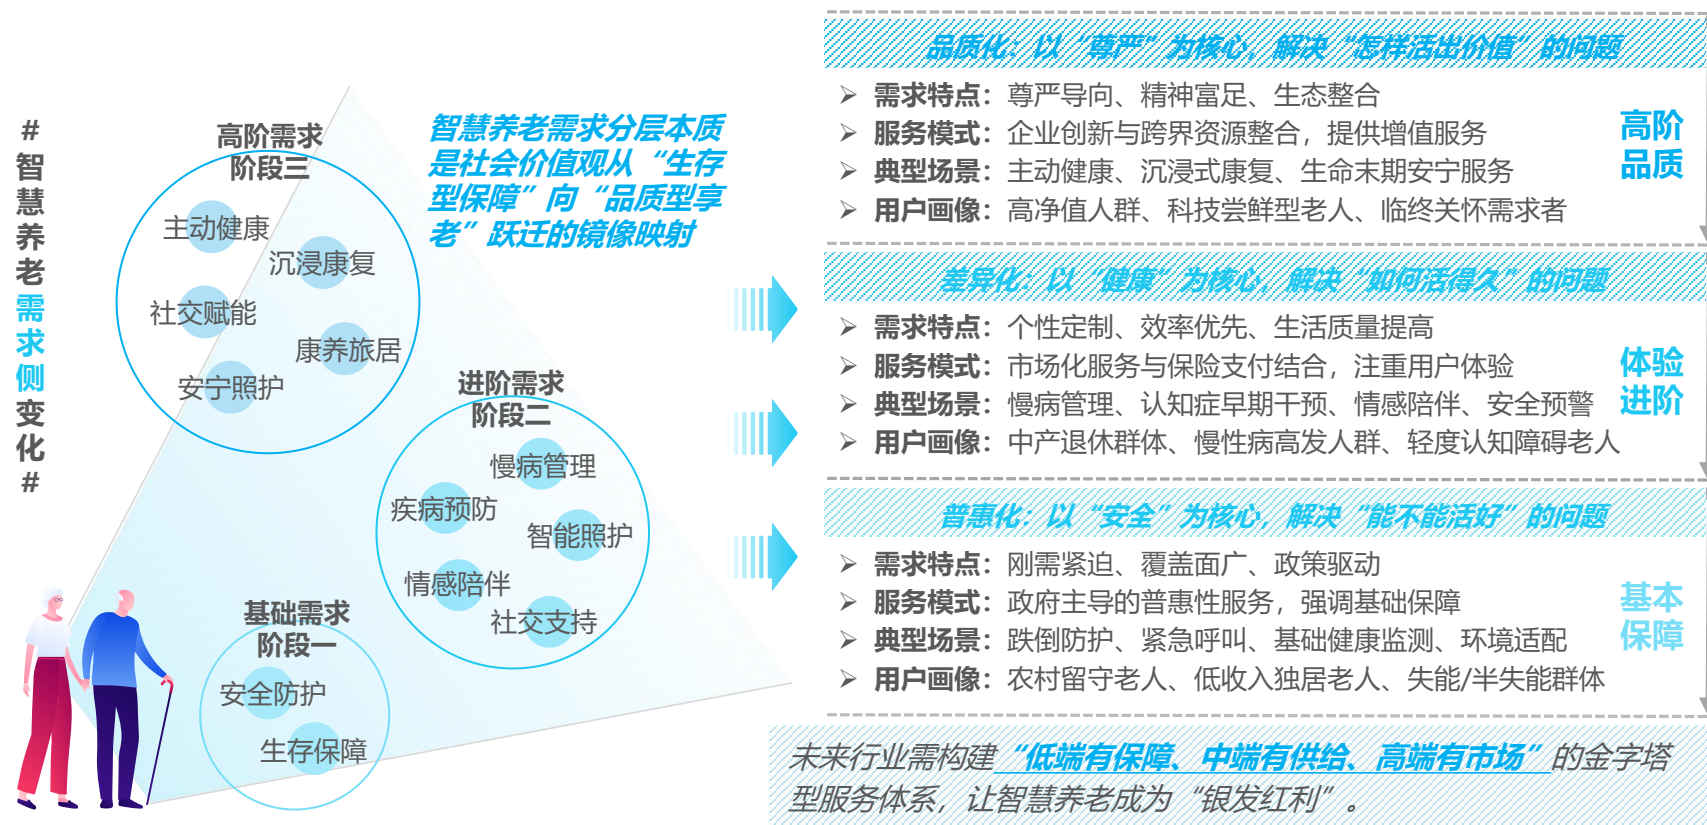 #智慧养老需求侧变化#
智慧养老需求分层本质
是社会价值观从“生存
型保障”向“品质型享
老”跃迁的镜像映射
高阶需求
阶段三
主动健康
沉浸康复
社交赋能
康养旅居
安宁照护
进阶需求
阶段二
慢病管理
疾病预防
智能照护
情感陪伴
社交支持
基础需求
阶段一
安全防护
生存保障
品质化：以“尊严”为核心，解决“怎样活出价值”的问题
➢ 需求特点：尊严导向、精神富足、生态整合
➢ 服务模式：企业创新与跨界资源整合，提供增值服务
➢ 典型场景：主动健康、沉浸式康复、生命末期安宁服务
➢ 用户画像：高净值人群、科技尝鲜型老人、临终关怀需求者
高阶
品质
差异化：以“健康”为核心，解决“如何活得久”的问题
➢ 需求特点：个性定制、效率优先、生活质量提高
➢ 服务模式：市场化服务与保险支付结合，注重用户体验
➢ 典型场景：慢病管理、认知症早期干预、情感陪伴、安全预警
➢ 用户画像：中产退休群体、慢性病高发人群、轻度认知障碍老人
体验
进阶
普惠化：以“安全”为核心，解决“能不能活好”的问题
➢ 需求特点：刚需紧迫、覆盖面广、政策驱动
➢ 服务模式：政府主导的普惠性服务，强调基础保障
➢ 典型场景：跌倒防护、紧急呼叫、基础健康监测、环境适配
➢ 用户画像：农村留守老人、低收入独居老人、失能/半失能群体
基本
保障
未来行业需构建“低端有保障、中端有供给、高端有市场”的金字塔
型服务体系，让智慧养老成为“银发红利”。